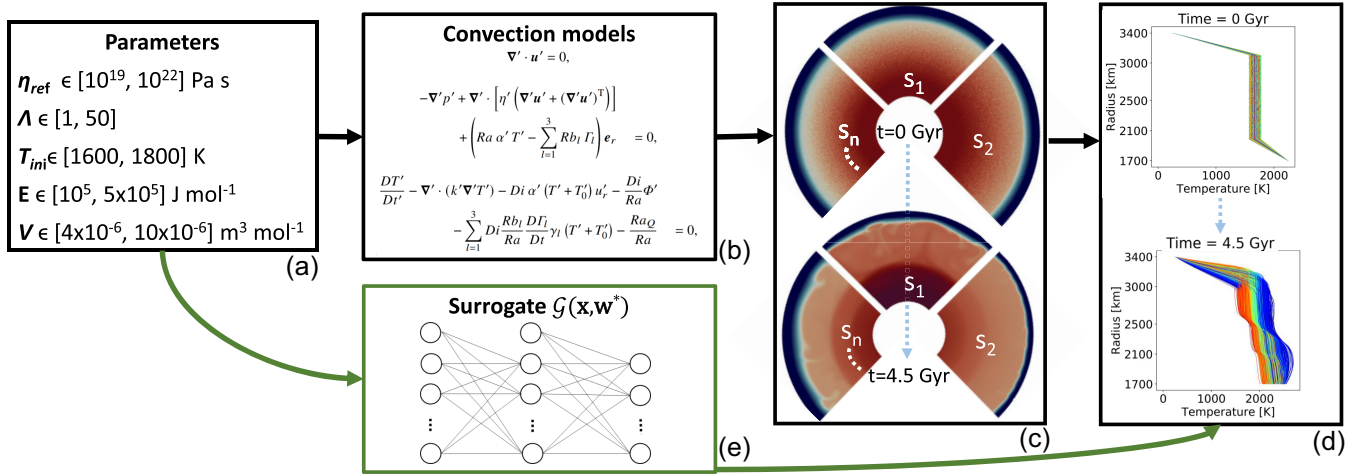 Parameters
η_ref ∈ [10^19, 10^22] Pa s
Λ ∈ [1, 50]
T_ini ∈ [1600, 1800] K
E ∈ [10^5, 5x10^5] J mol^-1
V ∈ [4x10^-6, 10x10^-6] m^3 mol^-1
(a)
Convection models
∇′ · u′ = 0,
−∇′p′ + ∇′ · [η′ (∇′u′ + (∇′u′)^T)]
+ (Ra α′ T′ − ∑_{l=1}^{3} Rb_l Γ_l) e_r = 0,
DT′/Dt′ − ∇′ · (k′∇′T′) − Di α′ (T′ + T′_0) u′_r − Di/Ra Φ′
− ∑_{l=1}^{3} Di Rb_l/Ra DΓ_l/Dt γ_l (T′ + T′_0) − Ra_Q/Ra = 0,
(b)
S_1
S_n
t=0 Gyr
S_2
S_1
S_n
S_2
t=4.5 Gyr
(c)
Time = 0 Gyr
Radius [km]
3400
3000
2500
2100
1700
0
1000
2000
Temperature [K]
Time = 4.5 Gyr
Radius [km]
3400
3000
2500
2100
1700
0
1000
2000
Temperature [K]
(d)
Surrogate 𝒢(x,w*)
(e)